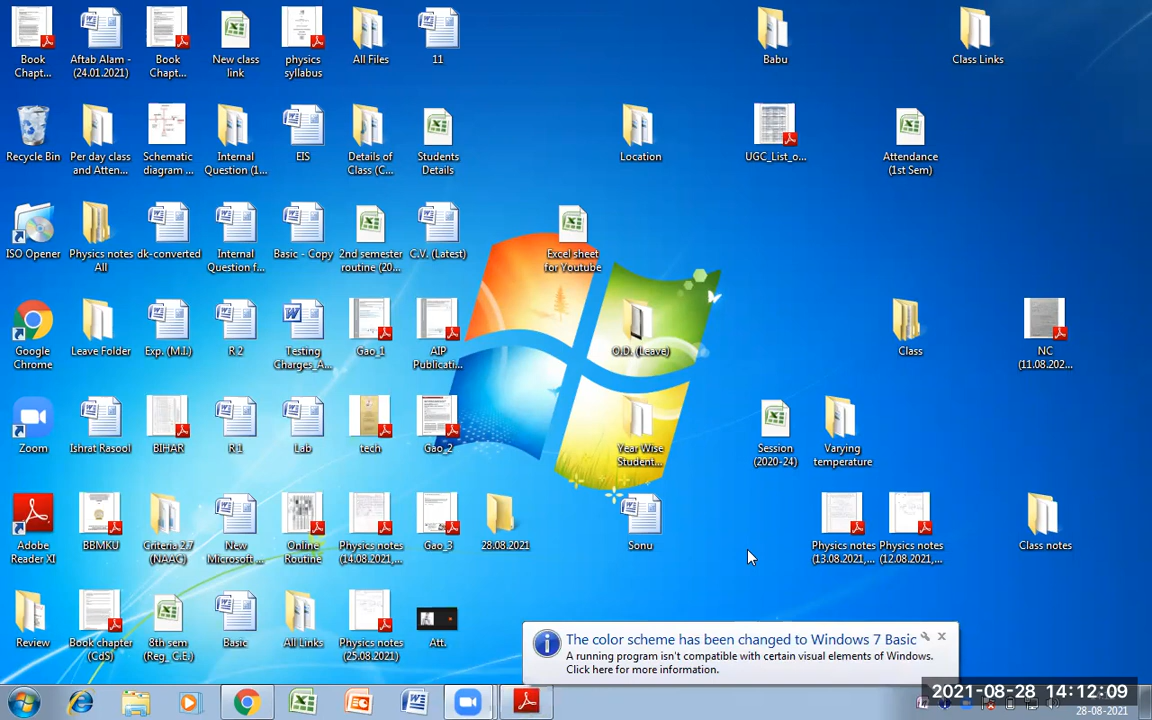 Book
Chapt...
Aftab Alam -
(24.01.2021)
Book
Chapt...
New class
link
physics
syllabus
All Files
11
Babu
Class Links
Recycle Bin
Per day class
and Atten...
Schematic
diagram ...
Internal
Question (1...
EIS
Details of
Class (C...
Students
Details
Location
UGC_List_o...
Attendance
(1st Sem)
ISO Opener
Physics notes
All
dk-converted
Internal
Question f...
Basic - Copy
2nd semester
routine (20...
C.V. (Latest)
Excel sheet
for Youtube
Google
Chrome
Leave Folder
Exp. (M.I.)
R 2
Testing
Charges_A...
Gao_1
AIP
Publicati...
O.D. (Leave)
Class
NC
(11.08.202...
Zoom
Ishrat Rasool
BIHAR
R1
Lab
tech
Gao_2
Year Wise
Student...
Session
(2020-24)
Varying
temperature
Adobe
Reader XI
BBMKU
Criteria 2.7
(NAAC)
New
Microsoft ...
Online
Routine
Physics notes
(14.08.2021,...
Gao_3
28.08.2021
Sonu
Physics notes
(13.08.2021,...
Physics notes
(12.08.2021,...
Class notes
Review
Book chapter
(CdS)
8th sem
(Reg_ C.E.)
Basic
All Links
Physics notes
(25.08.2021)
Att.
The color scheme has been changed to Windows 7 Basic
A running program isn't compatible with certain visual elements of Windows.
Click here for more information.
2021-08-28 14:12:09
28-08-2021